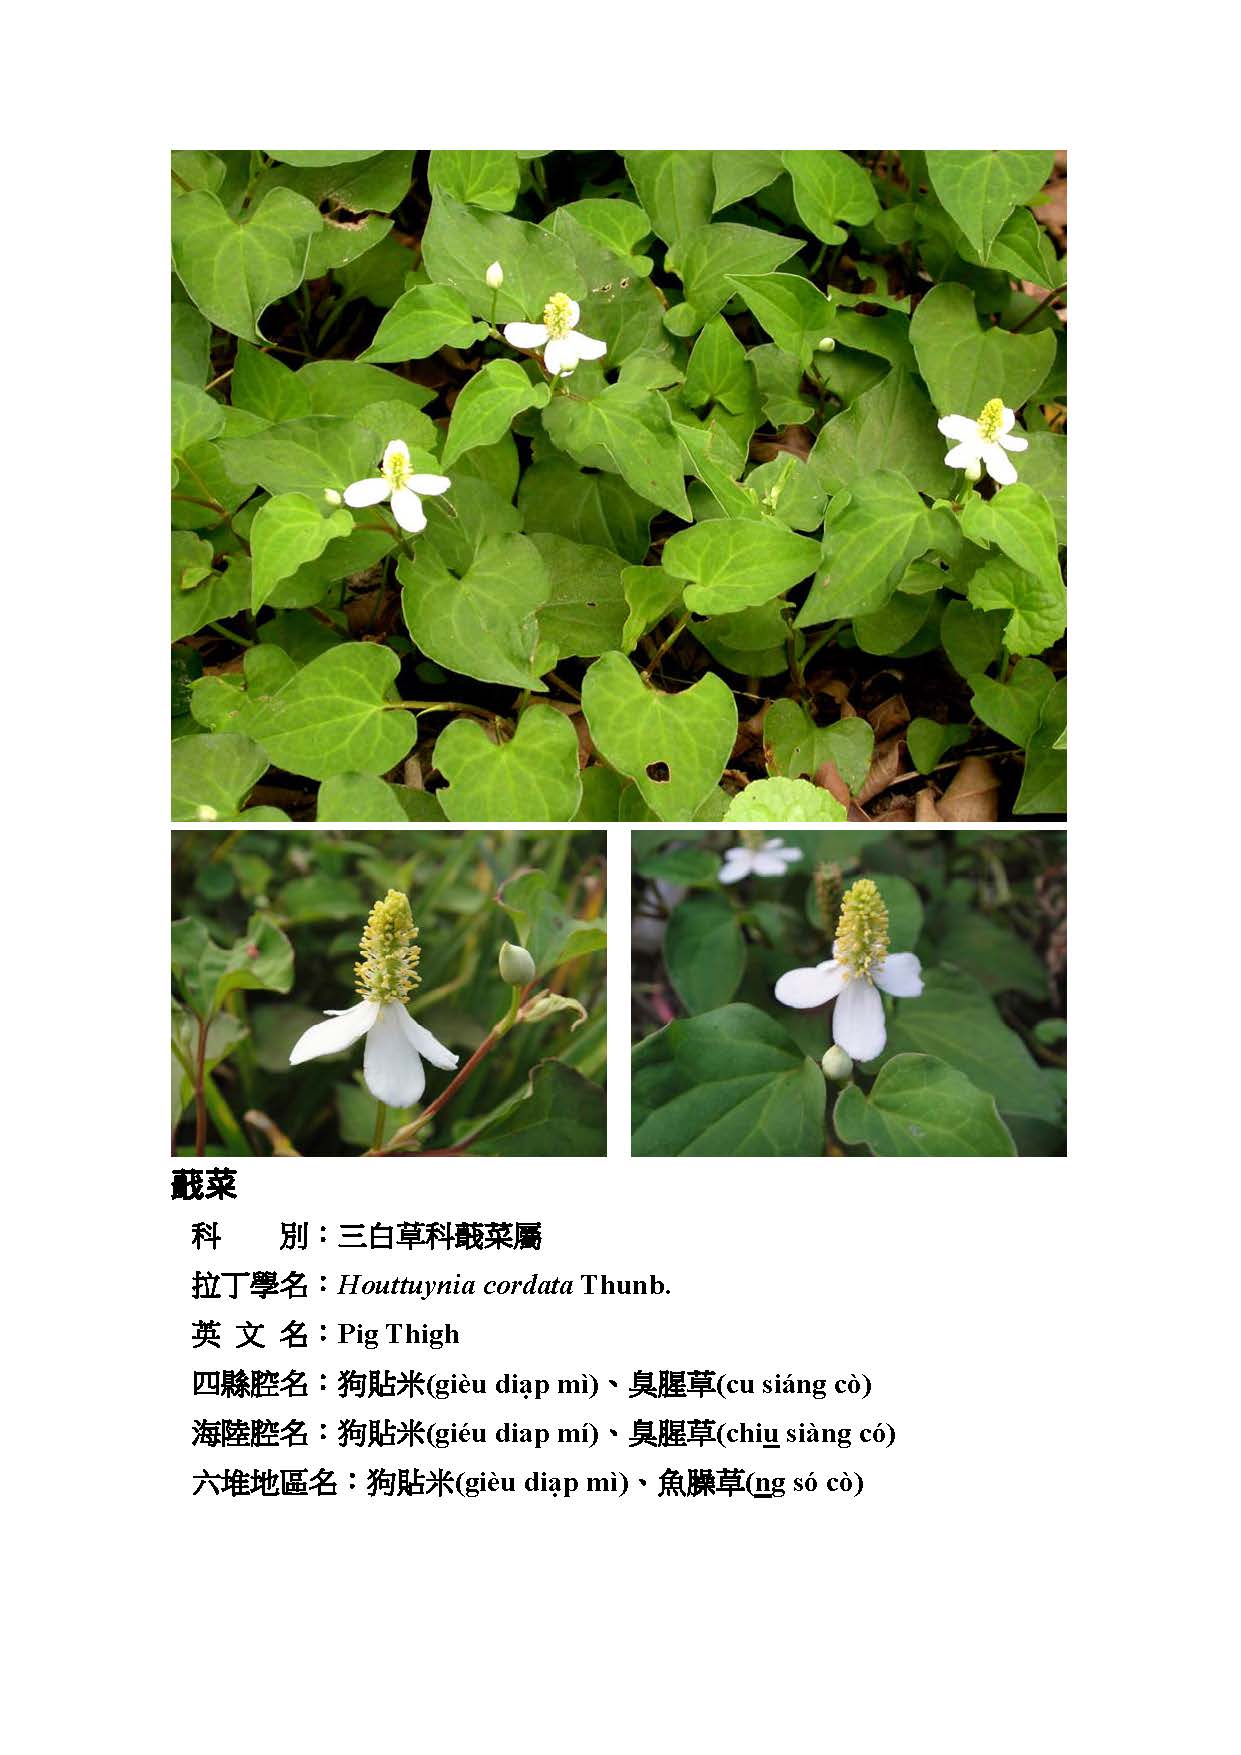 蕺菜
科　　別：三白草科蕺菜屬
拉丁學名：Houttuynia cordata Thunb.
英 文 名：Pig Thigh
四縣腔名：狗貼米(gièu diap mì)、臭腥草(cu siáng cò)
海陸腔名：狗貼米(giéu diap mí)、臭腥草(chiu siàng có)
六堆地區名：狗貼米(gièu diap mì)、魚臊草(ng só cò)